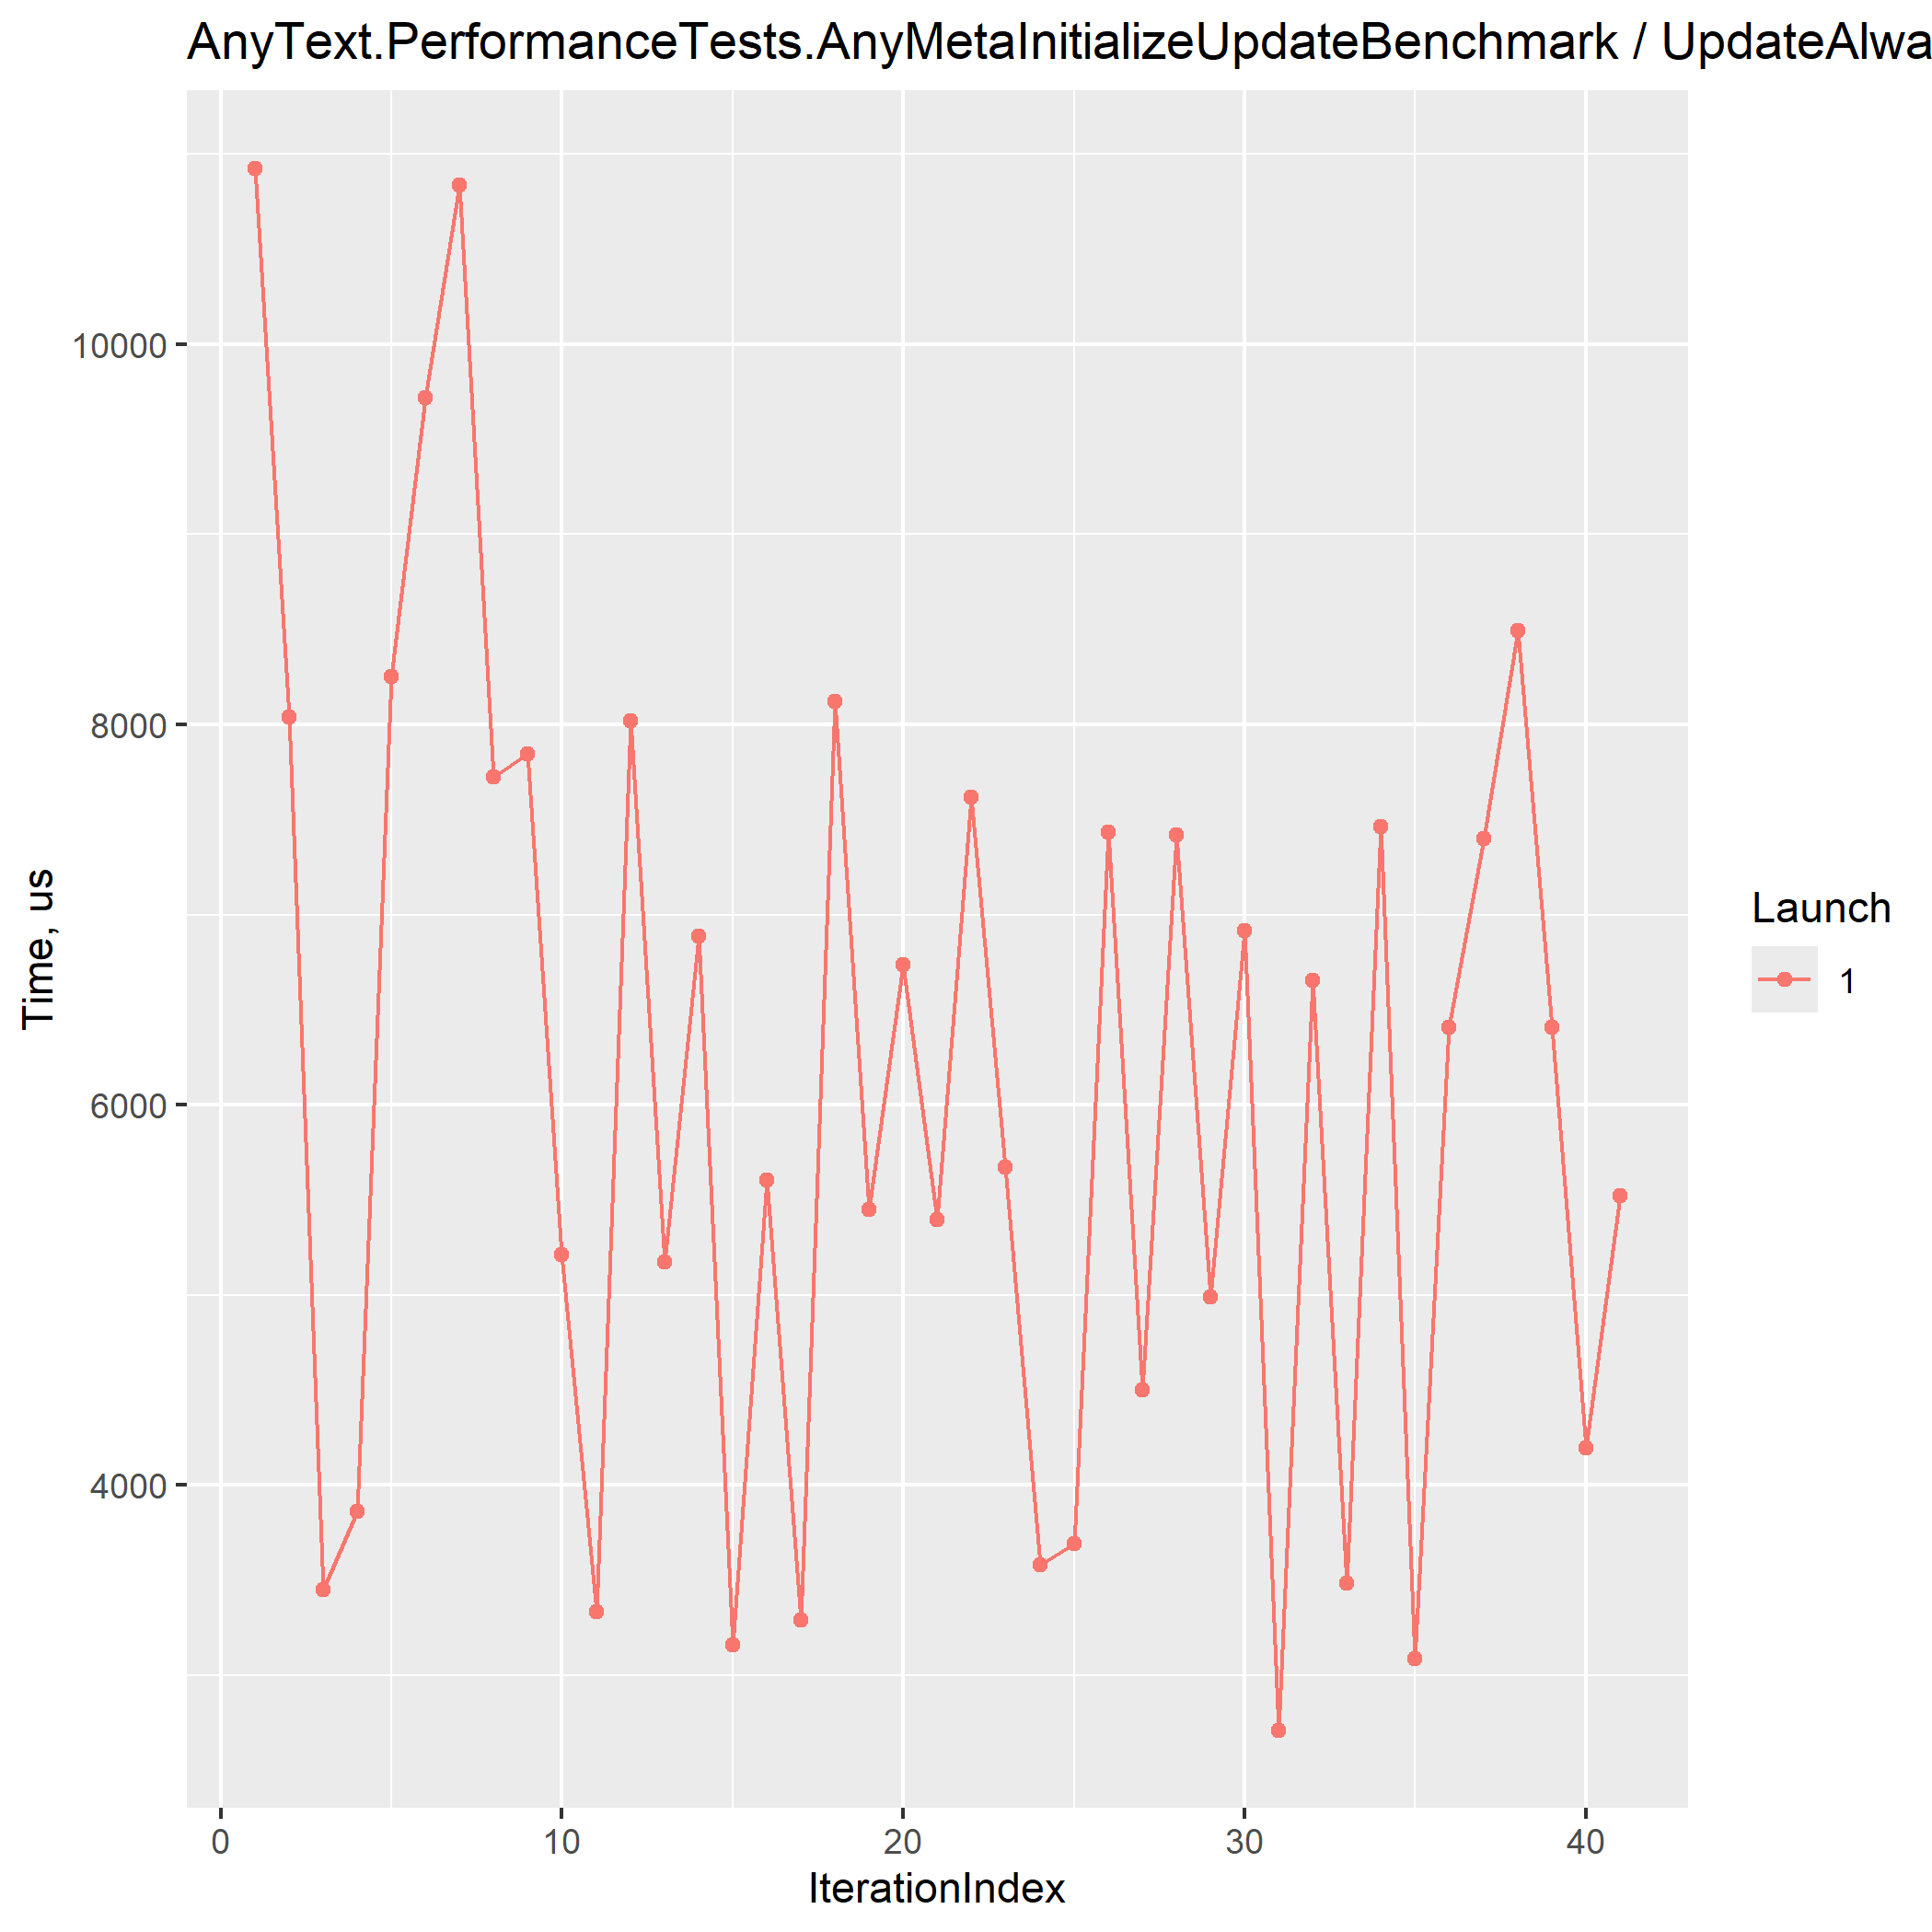 AnyText.PerformanceTests.AnyMetaInitializeUpdateBenchmark / UpdateAlwa
10000
8000
6000
4000
Time, us
0 10 20 30 40
IterationIndex
Launch
1